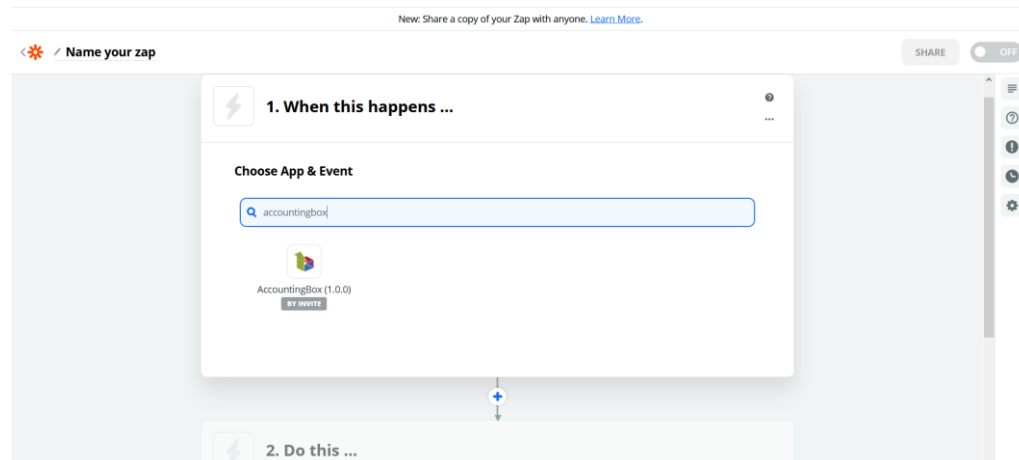 New: Share a copy of your Zap with anyone. Learn More.
Name your zap
SHARE
OFF
1. When this happens ...
Choose App & Event
accountingbox
AccountingBox (1.0.0)
BY INVITE
2. Do this ...